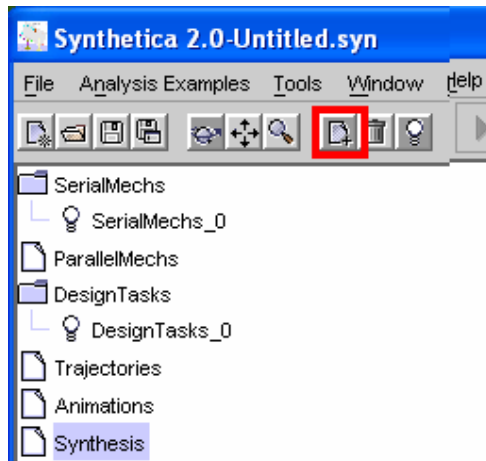 Synthetica 2.0-Untitled.syn
File Analysis Examples Tools Window Help
SerialMechs
SerialMechs_0
ParallelMechs
DesignTasks
DesignTasks_0
Trajectories
Animations
Synthesis